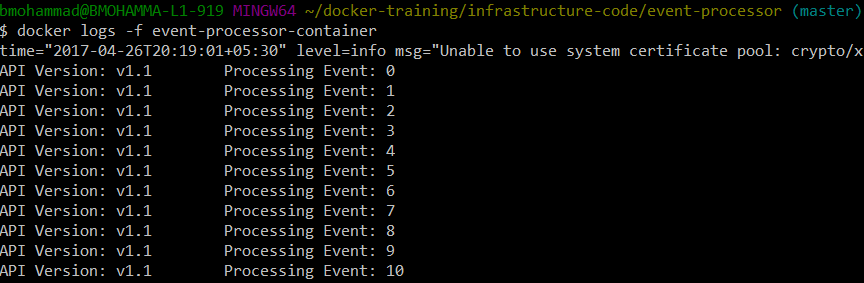 bmohammad@BMOHAMMA-L1-919 MINGW64 ~/docker-training/infrastructure-code/event-processor (master)
$ docker logs -f event-processor-container
time="2017-04-26T20:19:01+05:30" level=info msg="Unable to use system certificate pool: crypto/x
API Version: v1.1 Processing Event: 0
API Version: v1.1 Processing Event: 1
API Version: v1.1 Processing Event: 2
API Version: v1.1 Processing Event: 3
API Version: v1.1 Processing Event: 4
API Version: v1.1 Processing Event: 5
API Version: v1.1 Processing Event: 6
API Version: v1.1 Processing Event: 7
API Version: v1.1 Processing Event: 8
API Version: v1.1 Processing Event: 9
API Version: v1.1 Processing Event: 10